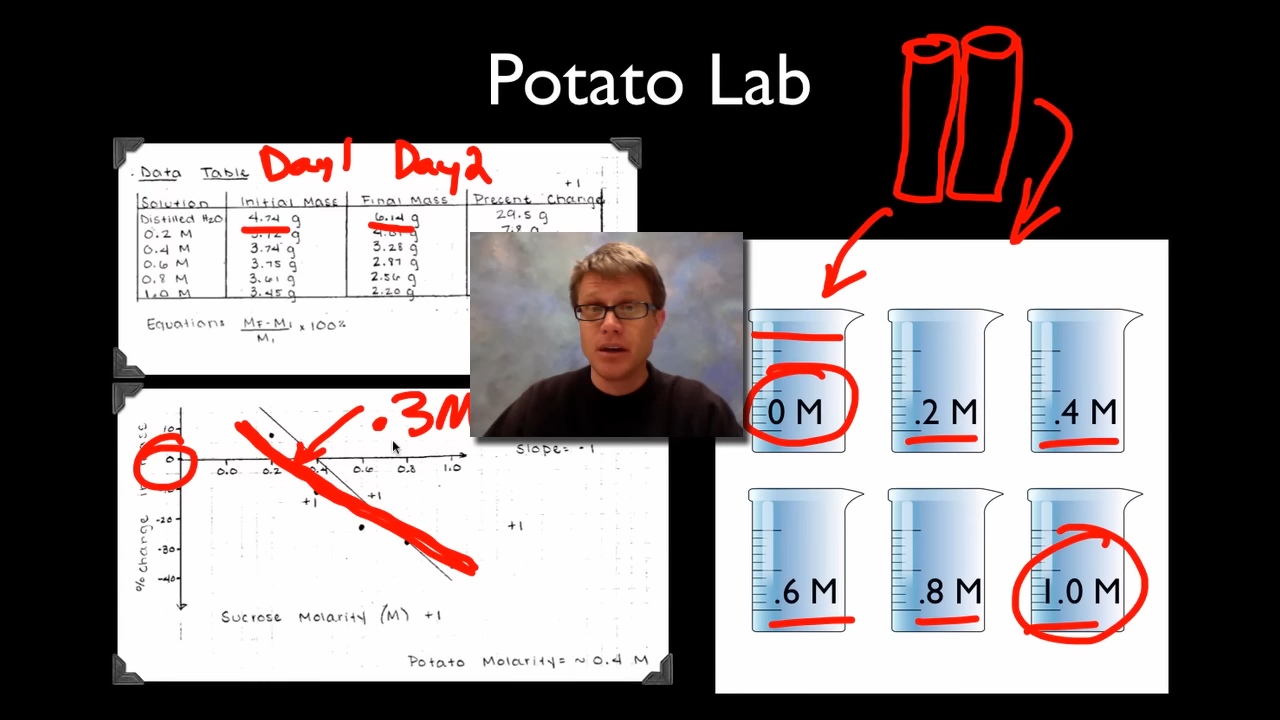 Potato Lab
Day 1 Day 2
Data Table
+1
Solution Initial Mass Final Mass Precent Change
Distilled H2O 4.74 g 6.14 g 29.5 g
0.2 M g g
0.4 M 3.74 g 3.28 g
0.6 M 3.75 g 2.87 g
0.8 M 3.61 g 2.56 g
1.0 M 3.45 g 2.20 g
Equation: MF-MI / MI x 100%
.3M
10
0
0.0 0.2 0.4 0.6 0.8 1.0
slope= -1
+1 +1
-20
+1
-30
-40
% Change
Sucrose Molarity (M) +1
Potato Molarity= ~ 0.4 M
0 M .2 M .4 M
.6 M .8 M 1.0 M